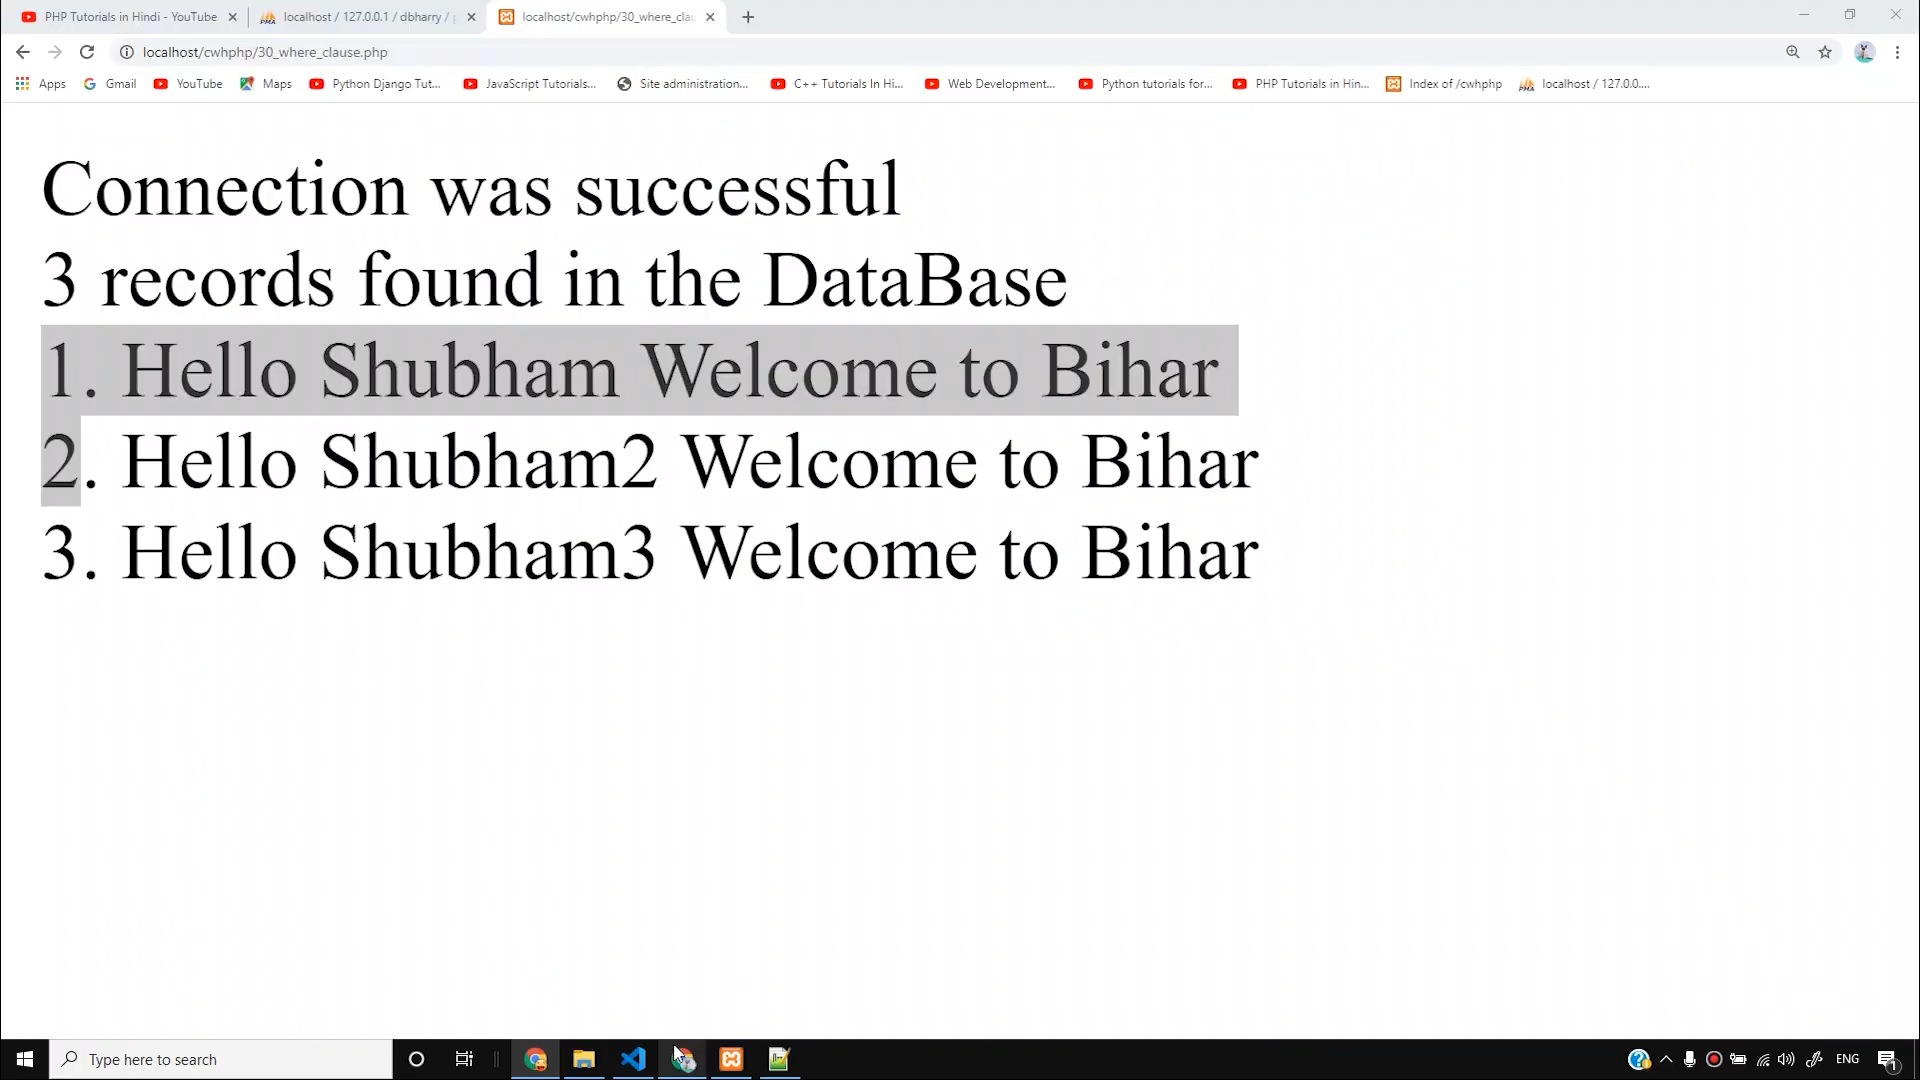 PHP Tutorials in Hindi - YouTube
localhost / 127.0.0.1 / dbharry /
localhost/cwhphp/30_where_clau
localhost/cwhphp/30_where_clause.php
Apps Gmail YouTube Maps Python Django Tut... JavaScript Tutorials... Site administration... C++ Tutorials In Hi... Web Development... Python tutorials for... PHP Tutorials in Hin... Index of /cwhphp localhost / 127.0.0....
Connection was successful
3 records found in the DataBase
1. Hello Shubham Welcome to Bihar
2. Hello Shubham2 Welcome to Bihar
3. Hello Shubham3 Welcome to Bihar
Type here to search
ENG
1